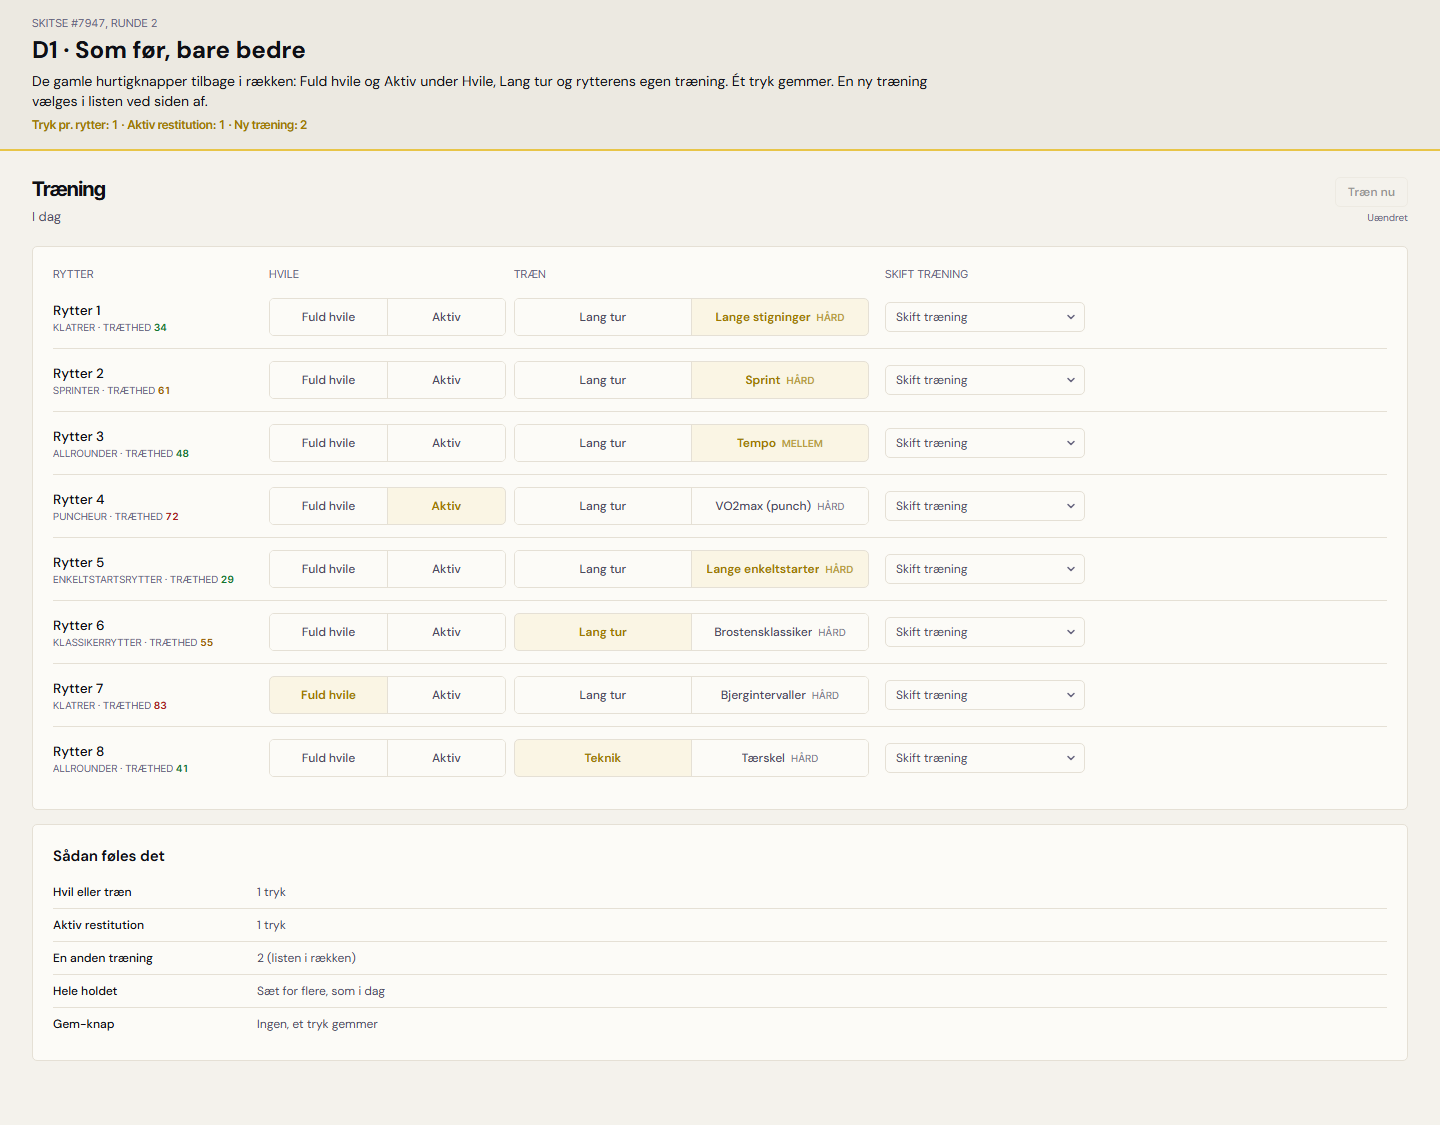 SKITSE #7947, RUNDE 2
D1 · Som før, bare bedre
De gamle hurtigknapper tilbage i rækken: Fuld hvile og Aktiv under Hvile, Lang tur og rytterens egen træning. Ét tryk gemmer. En ny træning
vælges i listen ved siden af.
Tryk pr. rytter: 1 · Aktiv restitution: 1 · Ny træning: 2
Træning
Træn nu
I dag
Uændret
RYTTER HVILE TRÆN SKIFT TRÆNING
Rytter 1
KLATRER · TRÆTHED 34
Fuld hvile Aktiv Lang tur Lange stigninger HÅRD Skift træning
Rytter 2
SPRINTER · TRÆTHED 61
Fuld hvile Aktiv Lang tur Sprint HÅRD Skift træning
Rytter 3
ALLROUNDER · TRÆTHED 48
Fuld hvile Aktiv Lang tur Tempo MELLEM Skift træning
Rytter 4
PUNCHEUR · TRÆTHED 72
Fuld hvile Aktiv Lang tur VO2max (punch) HÅRD Skift træning
Rytter 5
ENKELTSTARTSRYTTER · TRÆTHED 29
Fuld hvile Aktiv Lang tur Lange enkeltstarter HÅRD Skift træning
Rytter 6
KLASSIKERRYTTER · TRÆTHED 55
Fuld hvile Aktiv Lang tur Brostensklassiker HÅRD Skift træning
Rytter 7
KLATRER · TRÆTHED 83
Fuld hvile Aktiv Lang tur Bjergintervaller HÅRD Skift træning
Rytter 8
ALLROUNDER · TRÆTHED 41
Fuld hvile Aktiv Teknik Tærskel HÅRD Skift træning
Sådan føles det
Hvil eller træn 1 tryk
Aktiv restitution 1 tryk
En anden træning 2 (listen i rækken)
Hele holdet Sæt for flere, som i dag
Gem-knap Ingen, et tryk gemmer